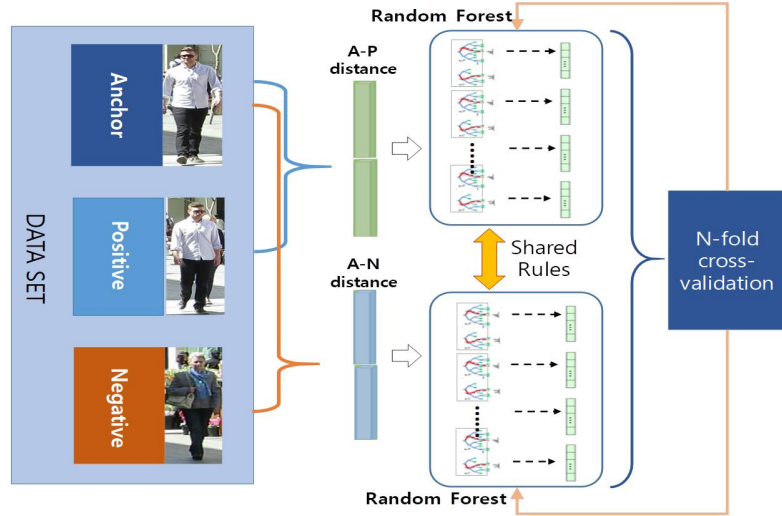 DATA SET
Anchor
Positive
Negative
A-P
distance
A-N
distance
Random Forest
Shared
Rules
Random Forest
N-fold
cross-
validation